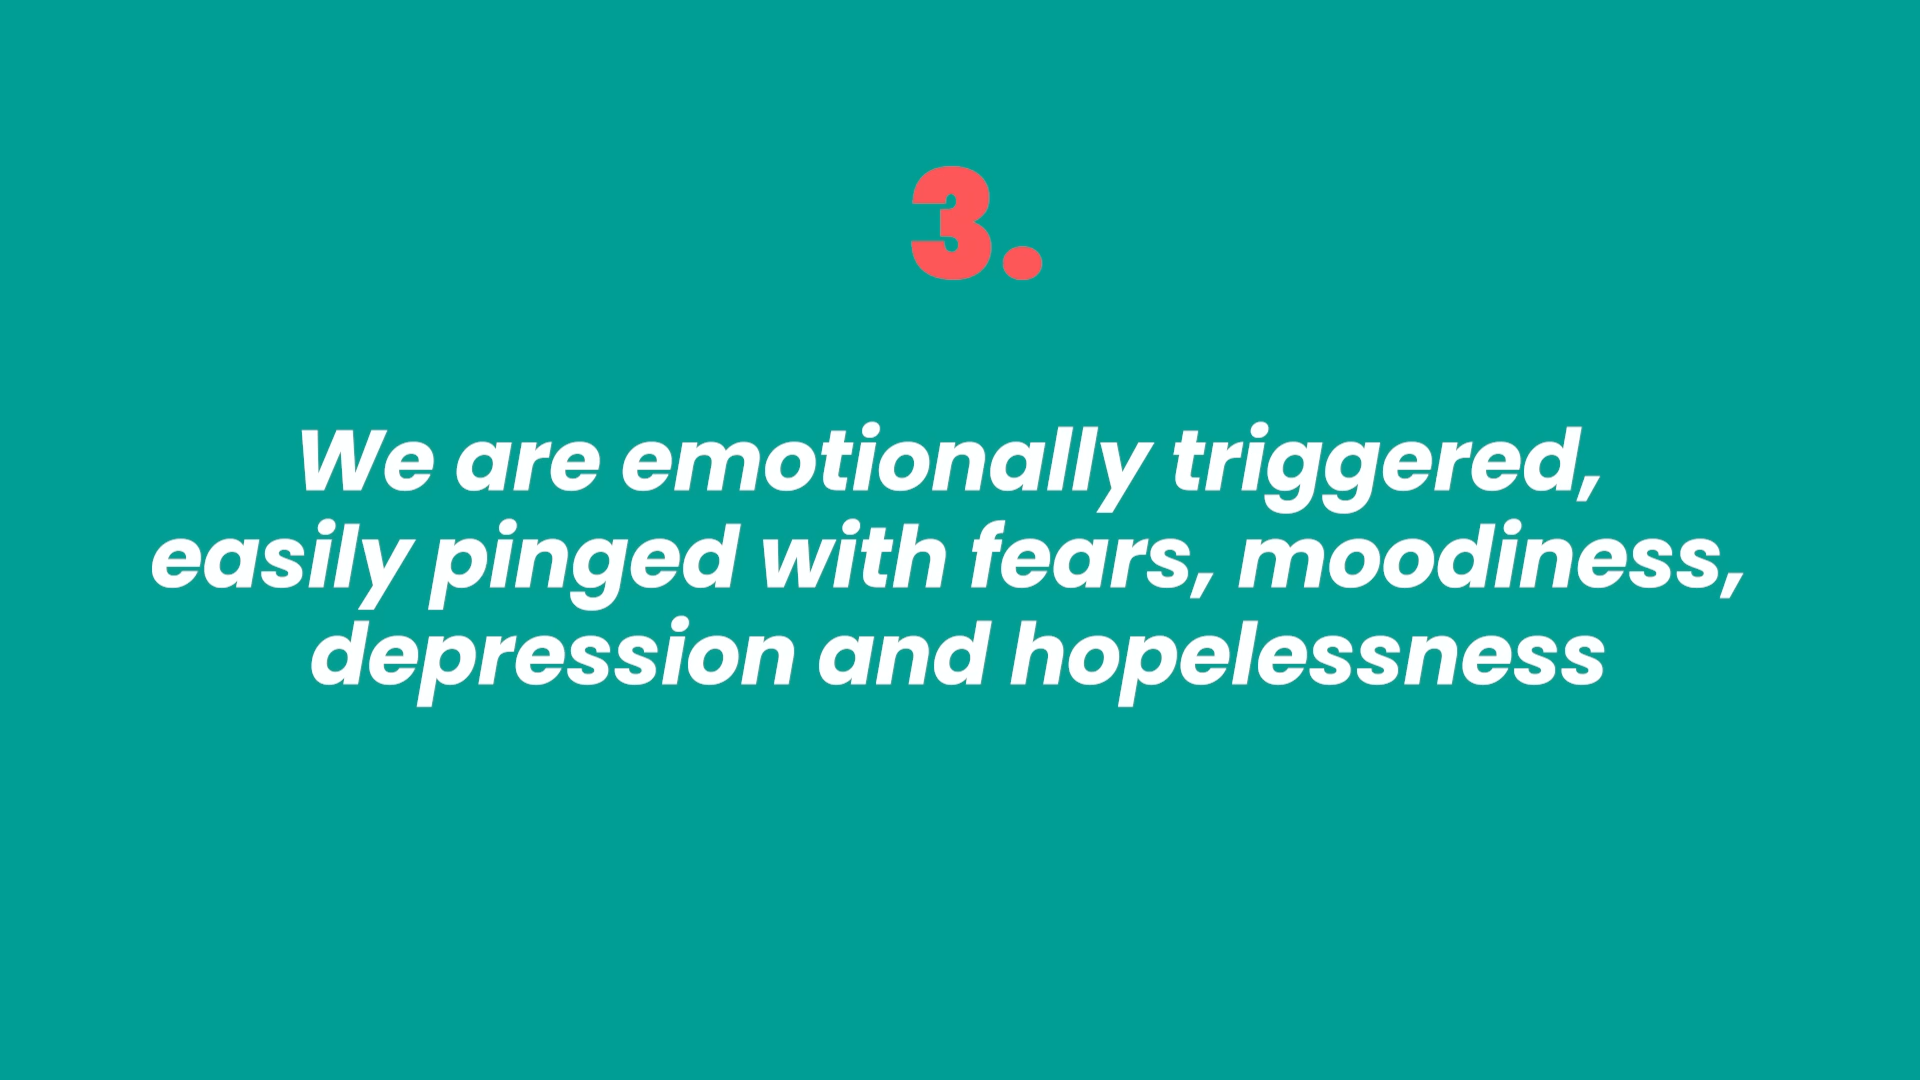 3.
We are emotionally triggered,
easily pinged with fears, moodiness,
depression and hopelessness